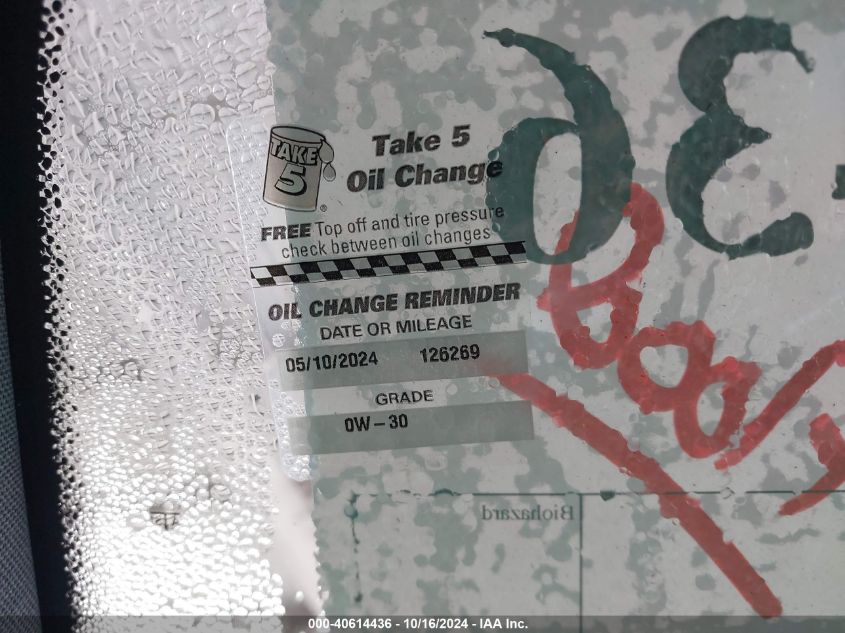 TAKE
5
®
Take 5
Oil Change
FREE Top off and tire pressure
check between oil changes
OIL CHANGE REMINDER
DATE OR MILEAGE
05/10/2024 126269
GRADE
0W-30
Biohazard
000-40614436 - 10/16/2024 - IAA Inc.